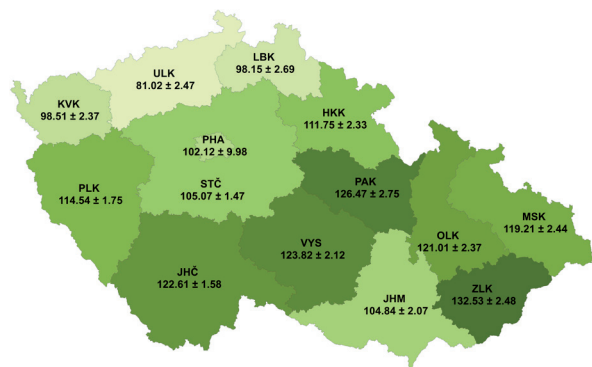 LBK
98.15 ± 2.69
ULK
81.02 ± 2.47
KVK
98.51 ± 2.37
HKK
111.75 ± 2.33
PHA
102.12 ± 9.98
STČ
105.07 ± 1.47
PLK
114.54 ± 1.75
PAK
126.47 ± 2.75
MSK
119.21 ± 2.44
OLK
121.01 ± 2.37
VYS
123.82 ± 2.12
JHČ
122.61 ± 1.58
ZLK
132.53 ± 2.48
JHM
104.84 ± 2.07